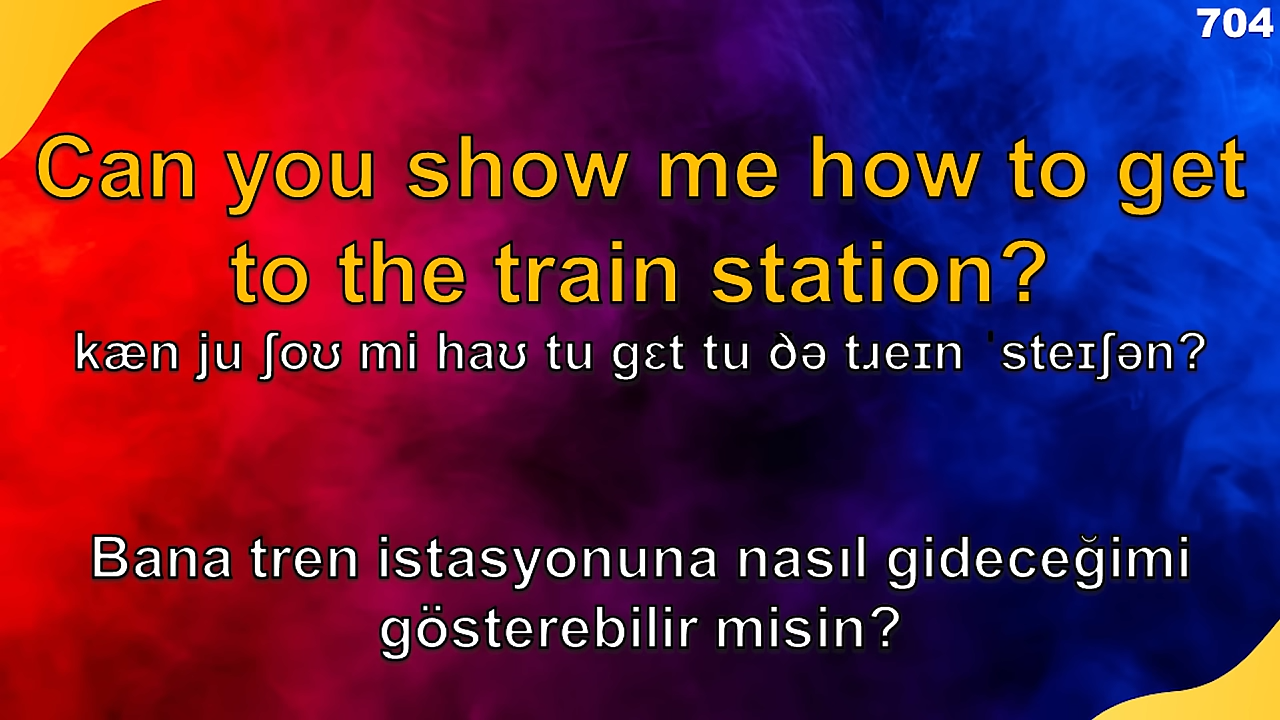 704
Can you show me how to get
to the train station?
kæn ju ʃoʊ mi haʊ tu gɛt tu ðə tɹeɪn ˈsteɪʃən?
Bana tren istasyonuna nasıl gideceğimi
gösterebilir misin?